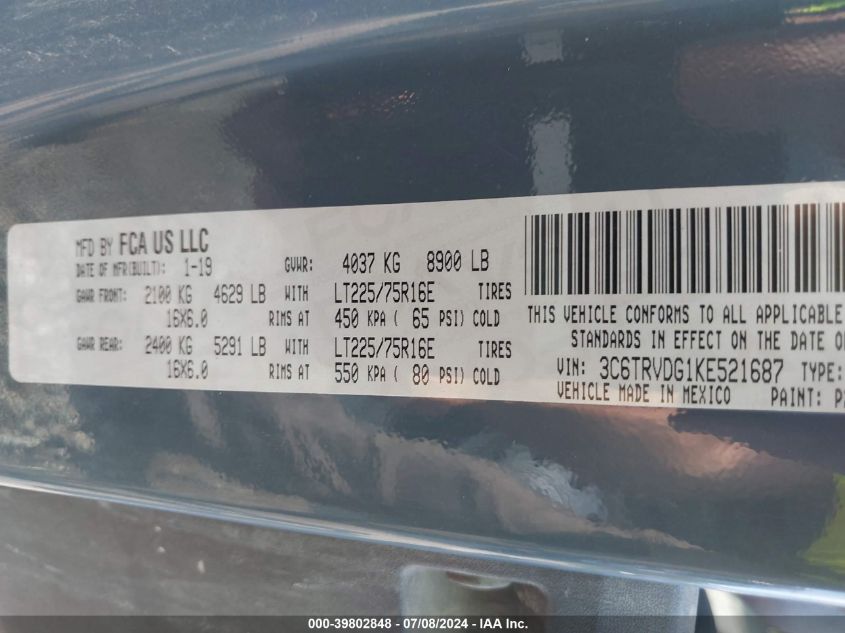 MFD BY FCA US LLC
DATE OF MFR(BUILT): 1-19 GVWR: 4037 KG 8900 LB
GAWR FRONT: 2100 KG 4629 LB WITH LT225/75R16E TIRES
16X6.0 RIMS AT 450 KPA ( 65 PSI) COLD
GAWR REAR: 2400 KG 5291 LB WITH LT225/75R16E TIRES
16X6.0 RIMS AT 550 KPA ( 80 PSI) COLD
THIS VEHICLE CONFORMS TO ALL APPLICABLE
STANDARDS IN EFFECT ON THE DATE
VIN: 3C6TRVDG1KE521687 TYPE:
VEHICLE MADE IN MEXICO PAINT:
000-39802848 - 07/08/2024 - IAA Inc.